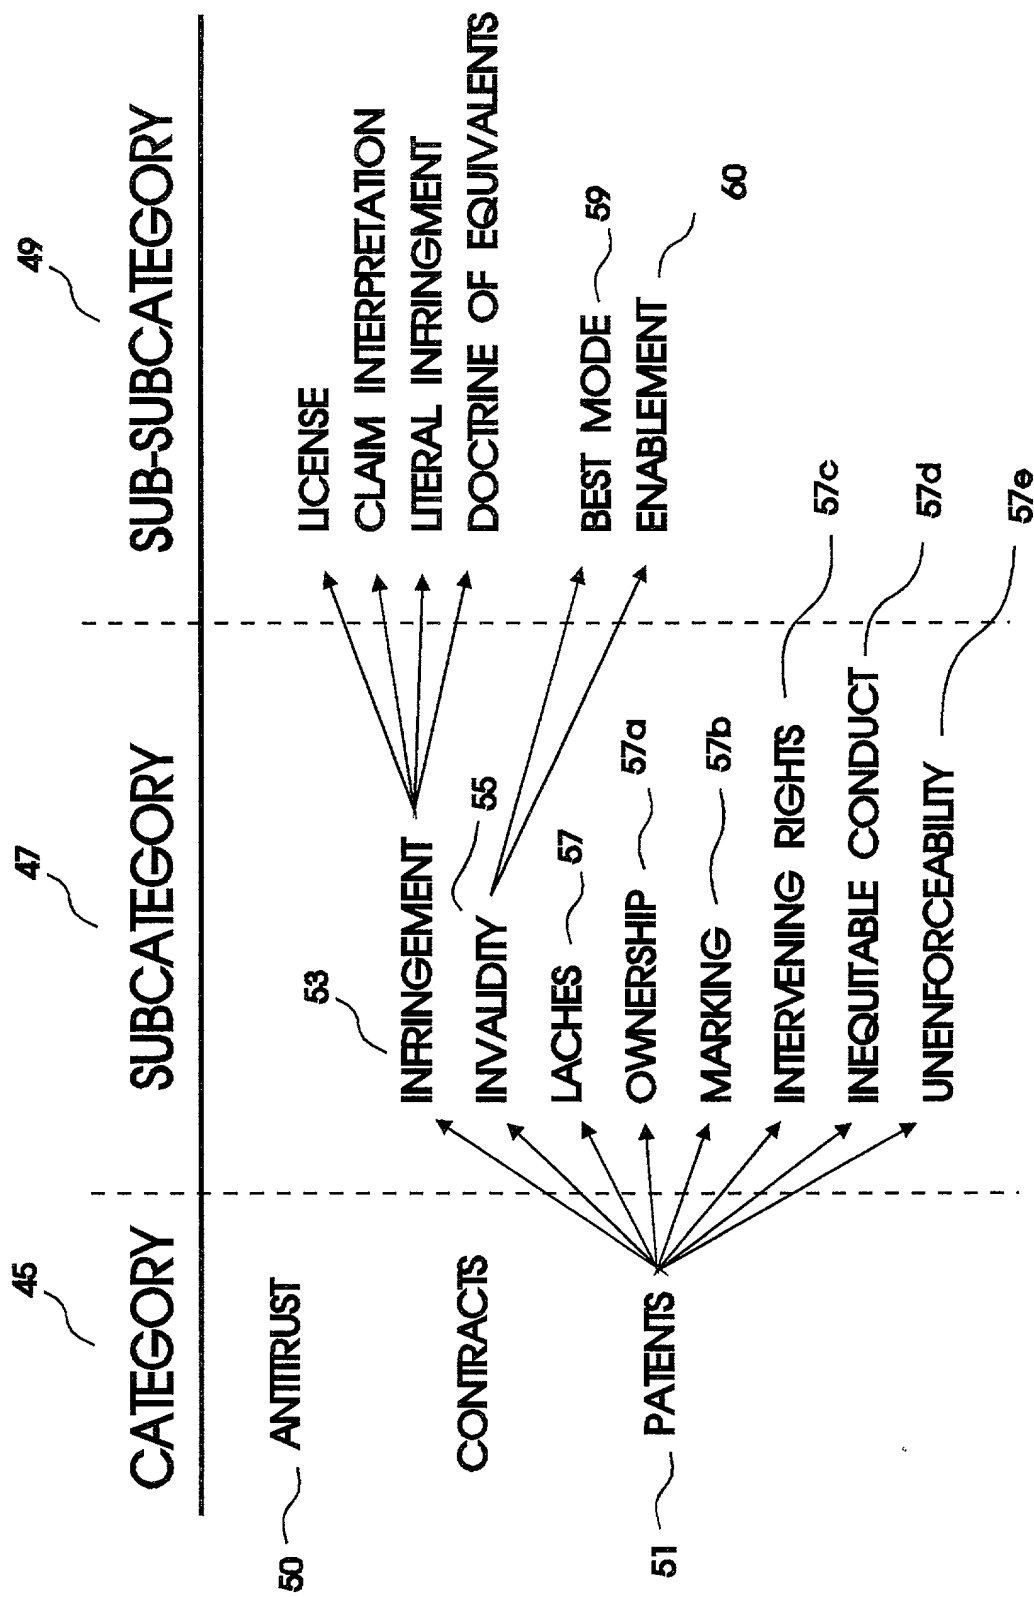 45
47
49
CATEGORY
SUBCATEGORY
SUB-SUBCATEGORY
50
ANTITRUST
CONTRACTS
51
PATENTS
53
INFRINGEMENT
INVALIDITY
55
LACHES
57
OWNERSHIP
57a
MARKING
57b
INTERVENING RIGHTS
57c
INEQUITABLE CONDUCT
57d
UNENFORCEABILITY
57e
LICENSE
CLAIM INTERPRETATION
LITERAL INFRINGMENT
DOCTRINE OF EQUIVALENTS
BEST MODE
59
ENABLEMENT
60